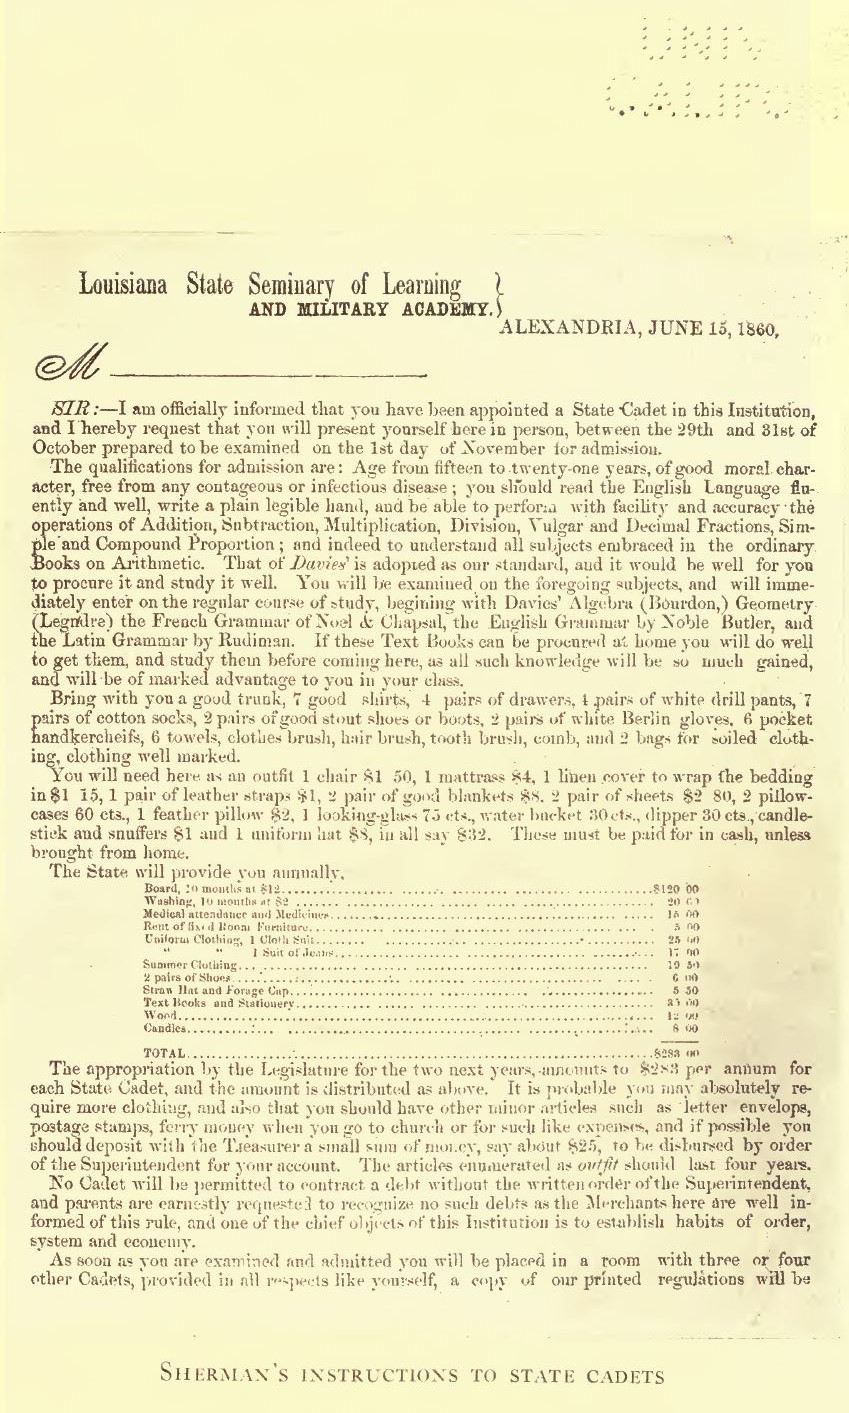 UNIV.
CALIF.
Louisiana State Seminary of Learning
AND MILITARY ACADEMY.
ALEXANDRIA, JUNE 15, 1860,
M
SIR:—I am officially informed that you have been appointed a State Cadet in this Institution,
and I hereby request that you will present yourself here in person, between the 29th and 31st of
October prepared to be examined on the 1st day of November for admission.
The qualifications for admission are: Age from fifteen to twenty-one years, of good moral char-
acter, free from any contageous or infectious disease; you should read the English Language flu-
ently and well, write a plain legible hand, and be able to perform with facility and accuracy the
operations of Addition, Subtraction, Multiplication, Division, Vulgar and Decimal Fractions, Sim-
ple and Compound Proportion; and indeed to understand all subjects embraced in the ordinary
Books on Arithmetic. That of Davies' is adopted as our standard, and it would be well for you
to procure it and study it well. You will be examined on the foregoing subjects, and will imme-
diately enter on the regular course of study, begining with Davies' Algebra (Bourdon,) Geometry
(Legndre) the French Grammar of Noel & Chapsal, the English Grammar by Noble Butler, and
the Latin Grammar by Rudiman. If these Text Books can be procured at home you will do well
to get them, and study them before coming here, as all such knowledge will be so much gained,
and will be of marked advantage to you in your class.
Bring with you a good trunk, 7 good shirts, 4 pairs of drawers, 4 pairs of white drill pants, 7
pairs of cotton socks, 2 pairs of good stout shoes or boots, 2 pairs of white Berlin gloves, 6 pocket
handkercheifs, 6 towels, clothes brush, hair brush, tooth brush, comb, and 2 bags for soiled cloth-
ing, clothing well marked.
You will need here as an outfit 1 chair $1 50, 1 mattrass $4, 1 linen cover to wrap the bedding
in $1 15, 1 pair of leather straps $1, 2 pair of good blankets $8. 2 pair of sheets $2 80, 2 pillow-
cases 60 cts., 1 feather pillow $2, 1 looking-glass 75 cts., water bucket 30 cts., dipper 30 cts., candle-
stick and snuffers $1 and 1 uniform hat $8, in all say $32. These must be paid for in cash, unless
brought from home.
The State will provide you annually,
Board, 10 months at $12 $120 00
Washing, 10 months at $2 20 00
Medical attendance and Medicines 15 00
Rent of fixed Room Furniture 5 00
Uniform Clothing, 1 Cloth Suit 25 00
" " 1 Suit of Jeans 17 00
Summer Clothing 19 50
2 pairs of Shoes 6 00
Straw Hat and Forage Cap 5 50
Text Books and Stationery
Wood 12 00
Candles 8 00
TOTAL $283 00
The appropriation by the Legislature for the two next years, amounts to $283 per annum for
each State Cadet, and the amount is distributed as above. It is probable you may absolutely re-
quire more clothing, and also that you should have other minor articles such as letter envelops,
postage stamps, ferry money when you go to church or for such like expenses, and if possible you
should deposit with the Treasurer a small sum of money, say about $25, to be disbursed by order
of the Superintendent for your account. The articles enumerated as outfit should last four years.
No Cadet will be permitted to contract a debt without the written order of the Superintendent,
and parents are earnestly requested to recognize no such debts as the Merchants here are well in-
formed of this rule, and one of the chief objects of this Institution is to establish habits of order,
system and economy.
As soon as you are examined and admitted you will be placed in a room with three or four
other Cadets, provided in all respects like yourself, a copy of our printed regulations will be
SHERMAN'S INSTRUCTIONS TO STATE CADETS